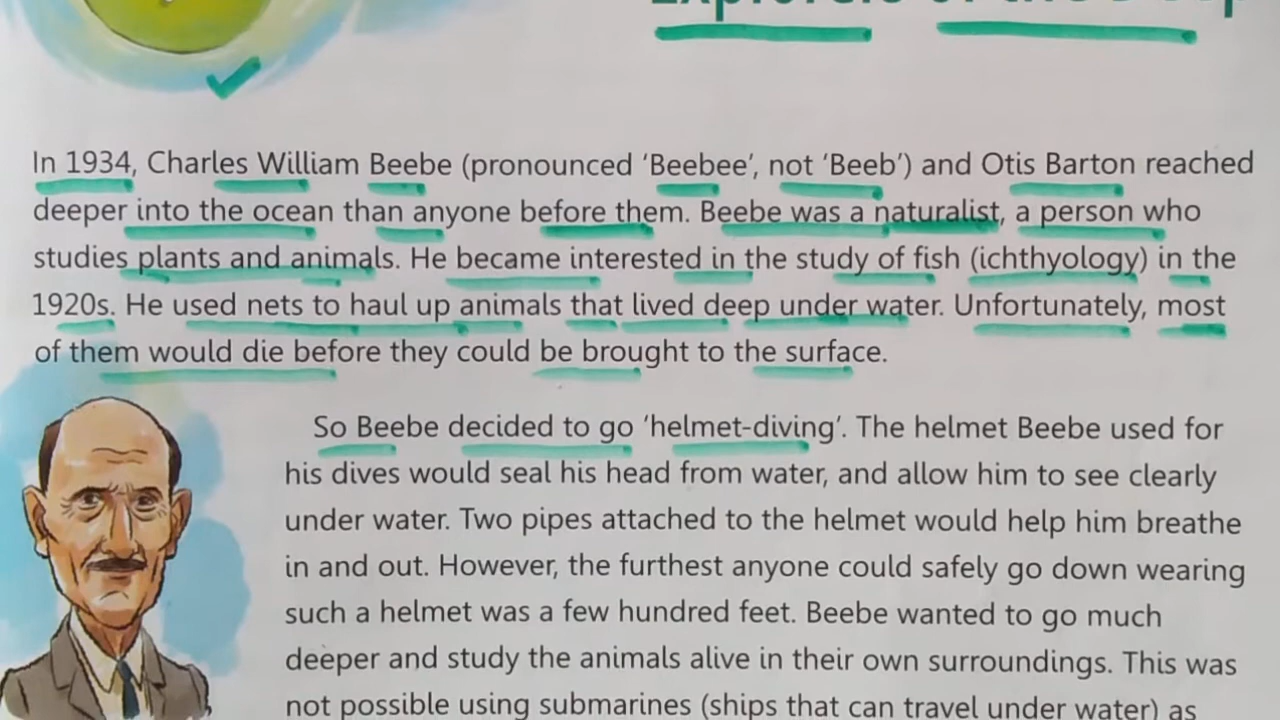 Explorers of the Deep
In 1934, Charles William Beebe (pronounced ‘Beebee’, not ‘Beeb’) and Otis Barton reached
deeper into the ocean than anyone before them. Beebe was a naturalist, a person who
studies plants and animals. He became interested in the study of fish (ichthyology) in the
1920s. He used nets to haul up animals that lived deep under water. Unfortunately, most
of them would die before they could be brought to the surface.
So Beebe decided to go ‘helmet-diving’. The helmet Beebe used for
his dives would seal his head from water, and allow him to see clearly
under water. Two pipes attached to the helmet would help him breathe
in and out. However, the furthest anyone could safely go down wearing
such a helmet was a few hundred feet. Beebe wanted to go much
deeper and study the animals alive in their own surroundings. This was
not possible using submarines (ships that can travel under water) as